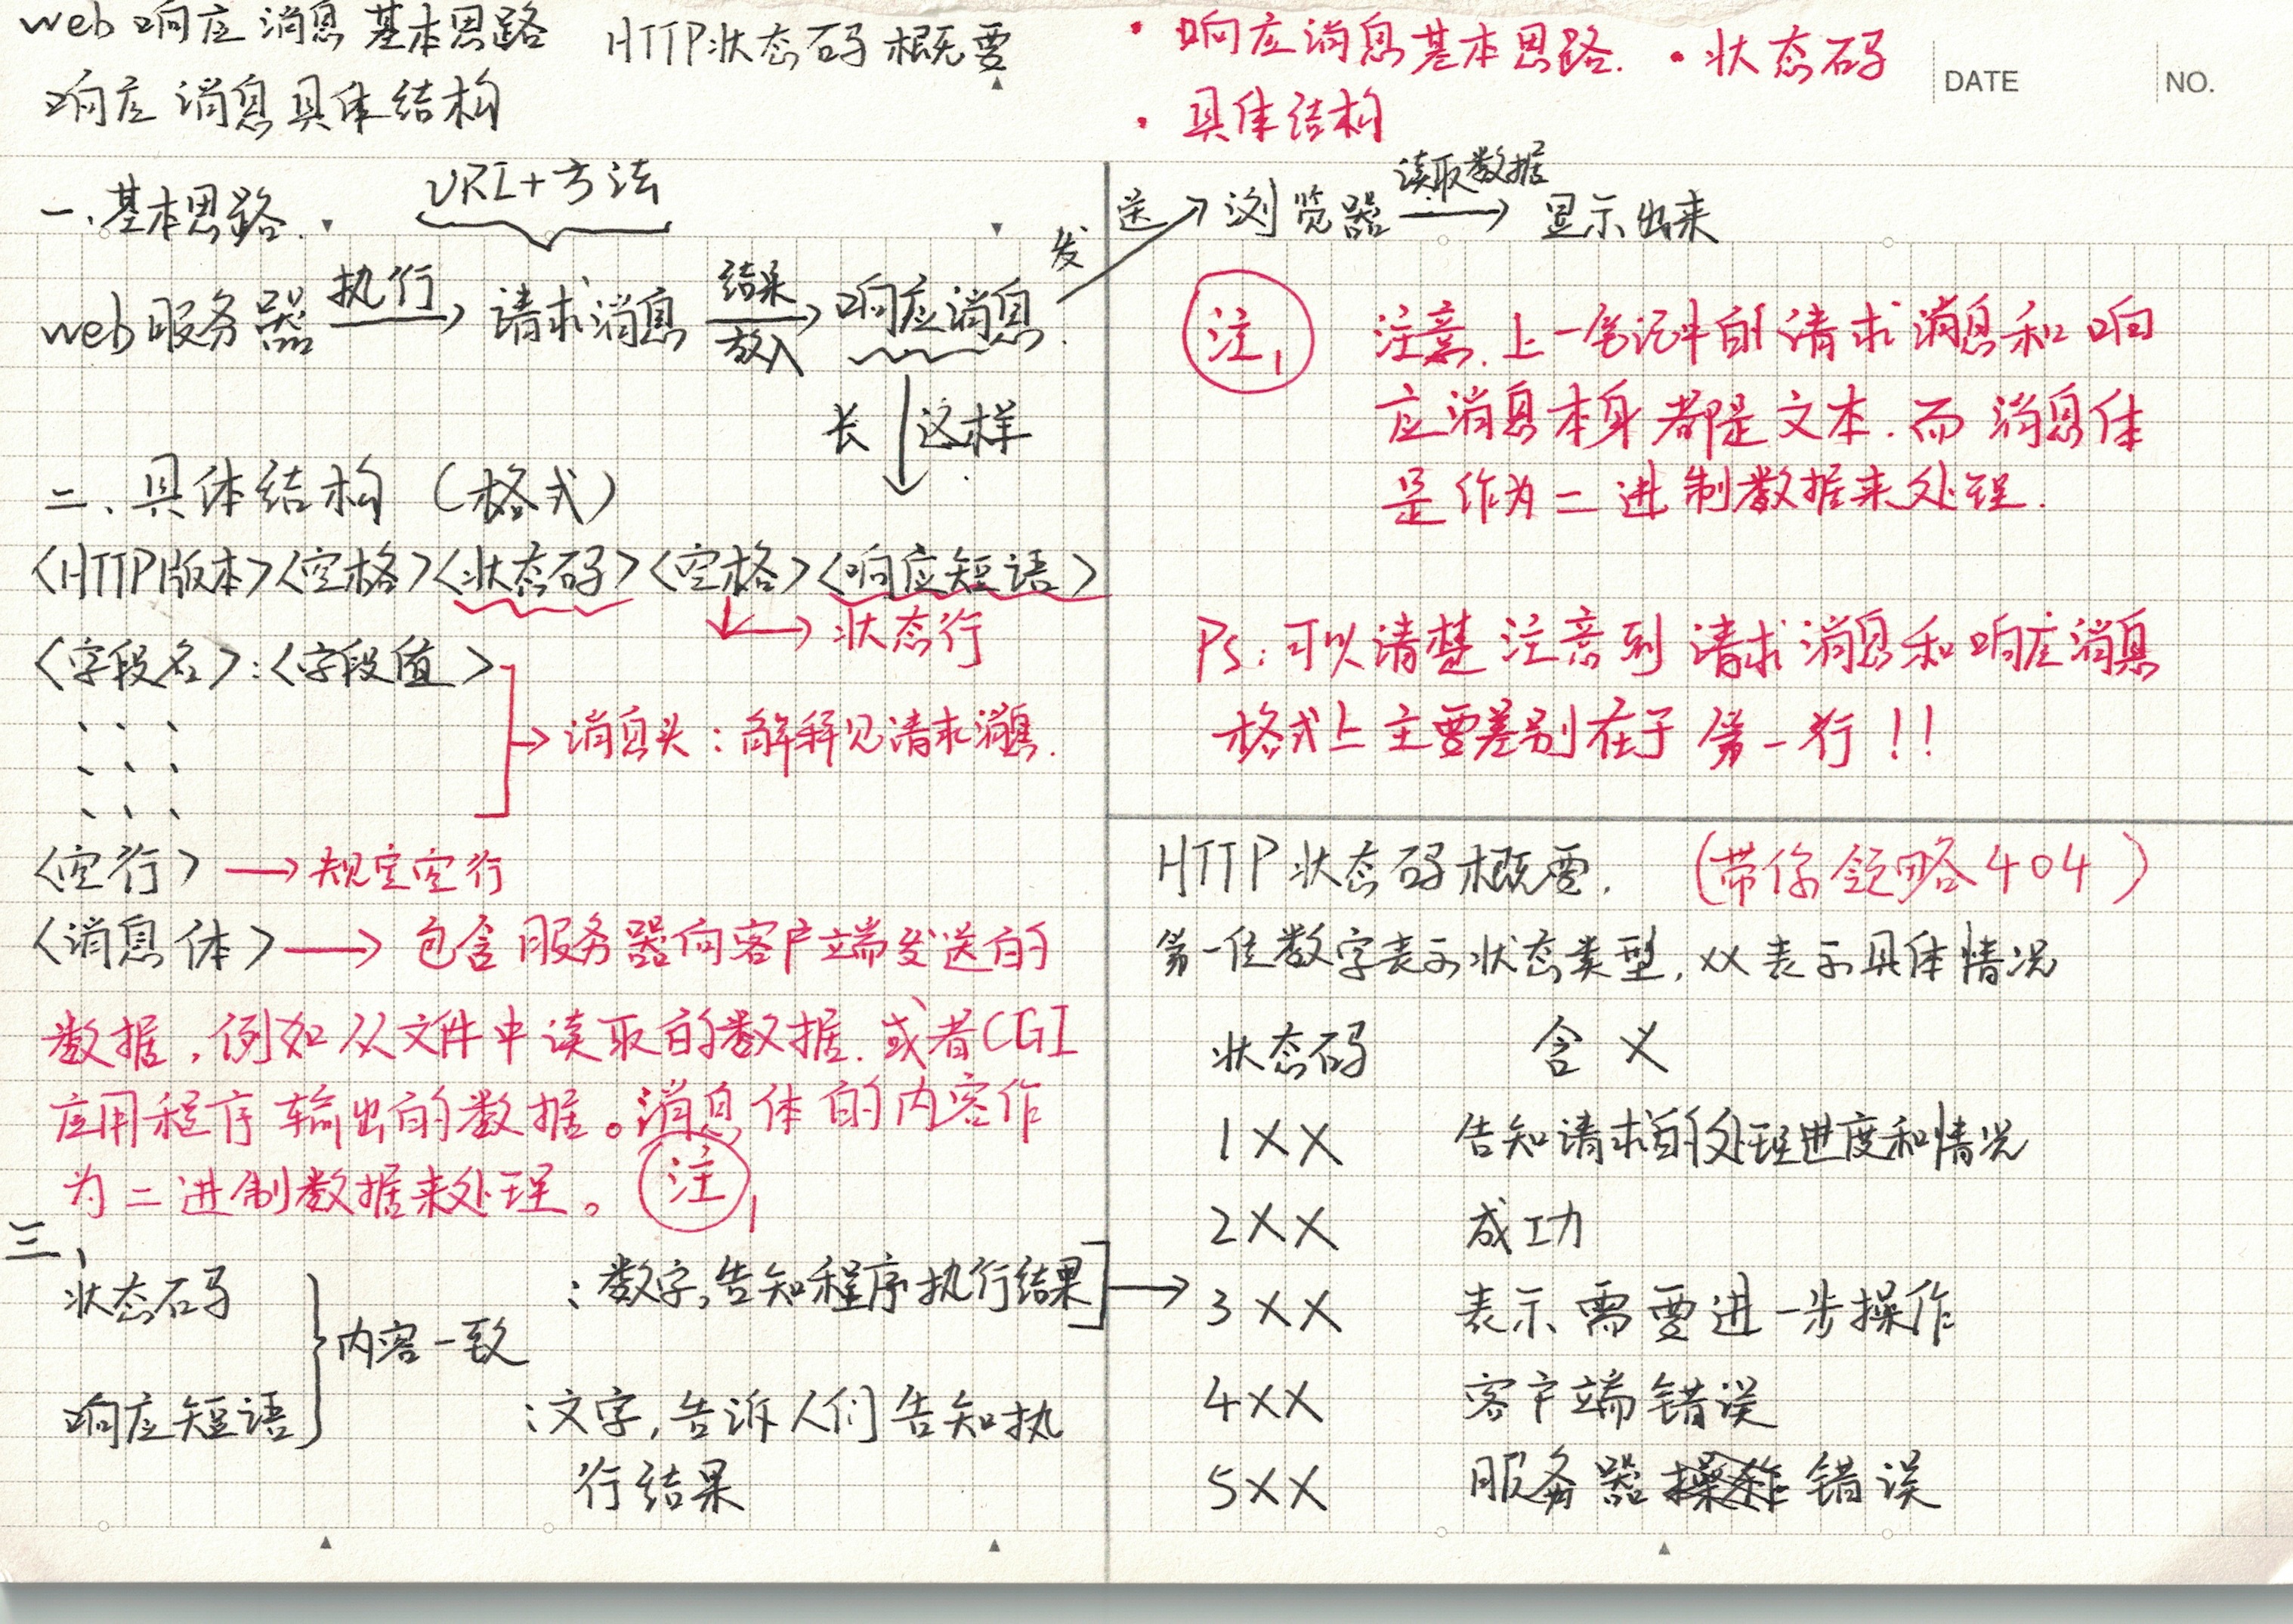 web响应消息基本思路 HTTP状态码概要
响应消息具体结构
· 响应消息基本思路. · 状态码
· 具体结构
DATE NO.
一、基本思路.
URI+方法
web服务器 执行→ 请求消息 结果放入→ 响应消息.
发送↗ 浏览器 读取数据→ 显示出来
长↓这样
二、具体结构（格式）
<HTTP版本><空格><状态码><空格><响应短语>
→状态行
<字段名>:<字段值>
、、、
、、、
、、、
→消息头：解释见请求消息.
<空行>→规定空行
<消息体>→包含服务器向客户端发送的
数据,例如从文件中读取的数据.或者CGI
应用程序输出的数据。消息体的内容作
为二进制数据来处理。注1
三、
状态码 ：数字,告知程序执行结果→
内容一致
响应短语 ：文字,告诉人们告知执
行结果
注1 注意.上一笔记中的请求消息和响
应消息本身都是文本.而消息体
是作为二进制数据来处理.
Ps:可以清楚注意到请求消息和响应消息
格式上主要差别在于第一行!!
HTTP状态码概要.（带你领略404）
第一位数字表示状态类型,XX表示具体情况
状态码 含义
1XX 告知请求的处理进度和情况
2XX 成功
3XX 表示需要进一步操作
4XX 客户端错误
5XX 服务器错误